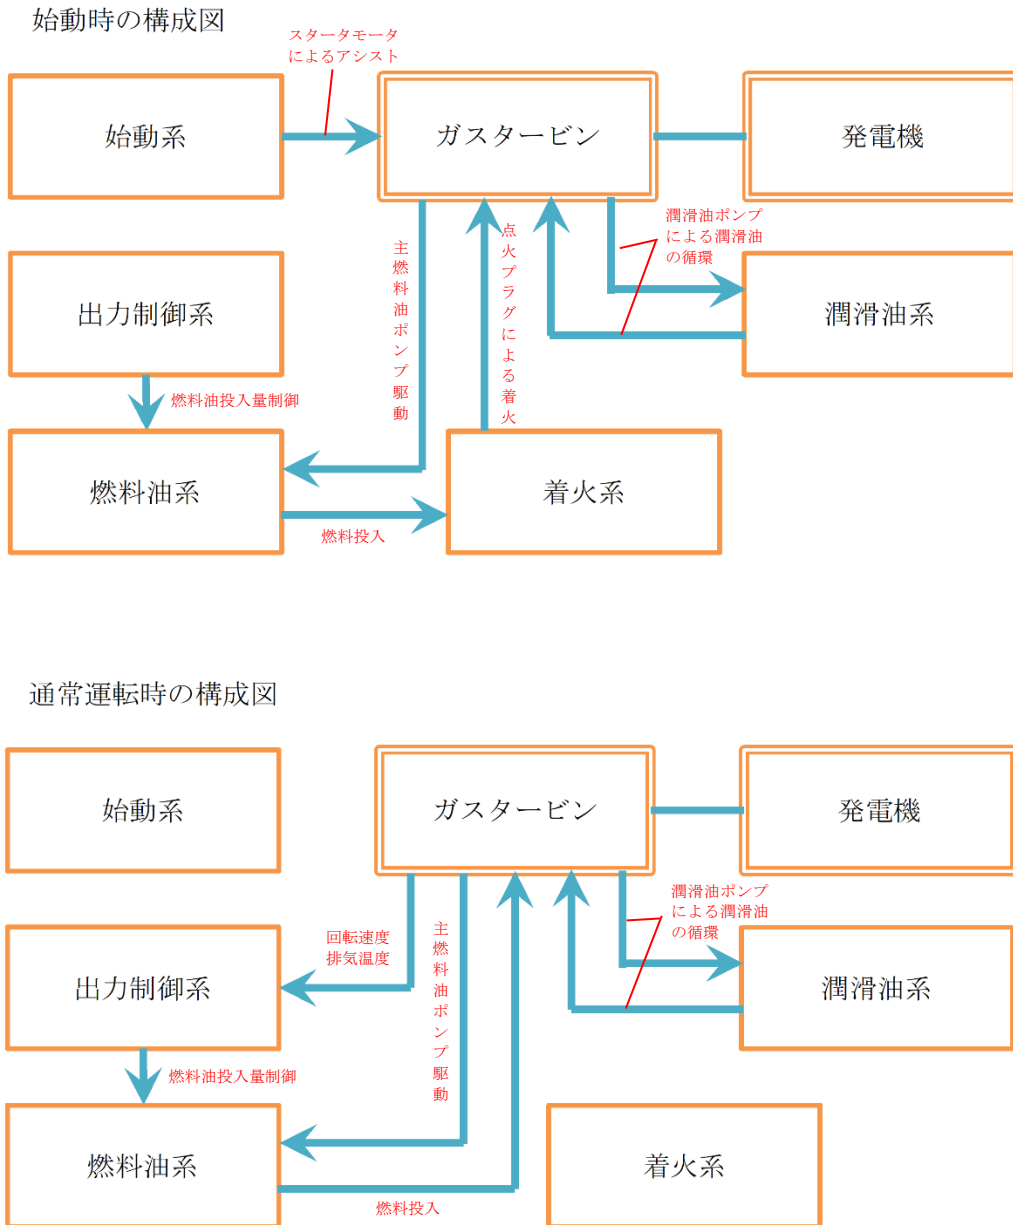 始動時の構成図
スタータモータ
によるアシスト
始動系
ガスタービン
発電機
潤滑油ポンプ
による潤滑油
の循環
主燃料油ポンプ駆動
点火プラグによる着火
出力制御系
潤滑油系
燃料油投入量制御
燃料油系
着火系
燃料投入
通常運転時の構成図
始動系
ガスタービン
発電機
潤滑油ポンプ
による潤滑油
の循環
回転速度
排気温度
主燃料油ポンプ駆動
出力制御系
潤滑油系
燃料油投入量制御
燃料油系
着火系
燃料投入